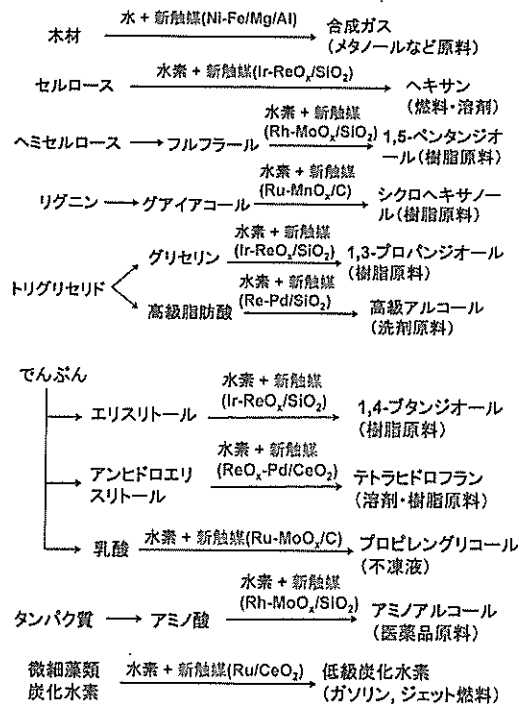 木材
水 + 新触媒(Ni-Fe/Mg/Al)
合成ガス
(メタノールなど原料)
セルロース
水素 + 新触媒(Ir-ReOx/SiO2)
ヘキサン
(燃料・溶剤)
ヘミセルロース
フルフラール
水素 + 新触媒
(Rh-MoOx/SiO2)
1,5-ペンタンジオ
ール(樹脂原料)
リグニン
グアイアコール
水素 + 新触媒
(Ru-MnOx/C)
シクロヘキサノー
ル(樹脂原料)
トリグリセリド
グリセリン
水素 + 新触媒
(Ir-ReOx/SiO2)
1,3-プロパンジオール
(樹脂原料)
高級脂肪酸
水素 + 新触媒
(Re-Pd/SiO2)
高級アルコール
(洗剤原料)
でんぷん
エリスリトール
水素 + 新触媒
(Ir-ReOx/SiO2)
1,4-ブタンジオール
(樹脂原料)
アンヒドロエリ
スリトール
水素 + 新触媒
(ReOx-Pd/CeO2)
テトラヒドロフラン
(溶剤・樹脂原料)
乳酸
水素 + 新触媒(Ru-MoOx/C)
プロピレングリコール
(不凍液)
タンパク質
アミノ酸
水素 + 新触媒
(Rh-MoOx/SiO2)
アミノアルコール
(医薬品原料)
微細藻類
炭化水素
水素 + 新触媒(Ru/CeO2)
低級炭化水素
(ガソリン, ジェット燃料)